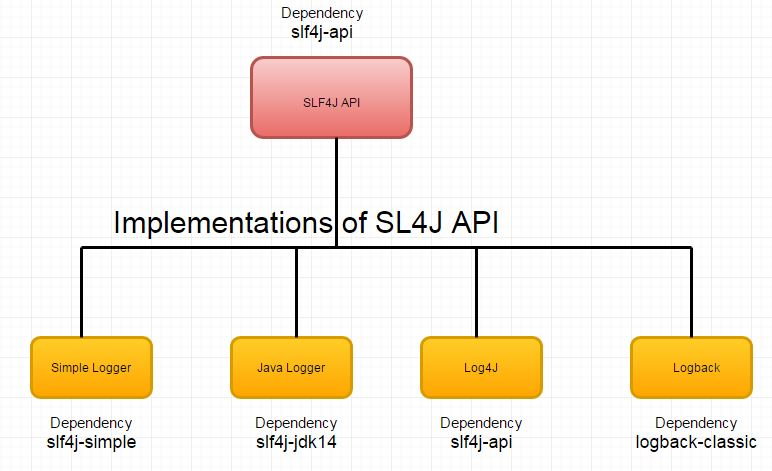 Dependency
slf4j-api
SLF4J API
Implementations of SL4J API
Simple Logger
Java Logger
Log4J
Logback
Dependency
slf4j-simple
Dependency
slf4j-jdk14
Dependency
slf4j-api
Dependency
logback-classic